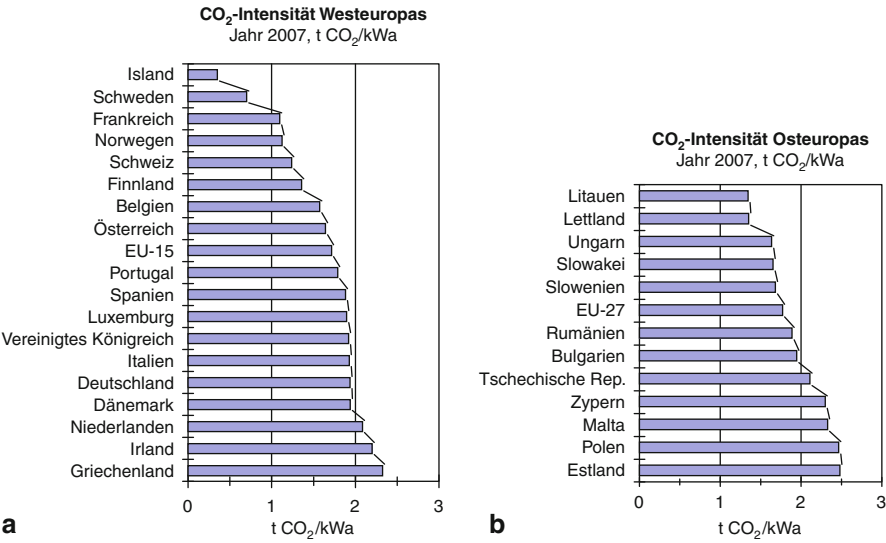 CO₂-Intensität Westeuropas
Jahr 2007, t CO₂/kWa
Island
Schweden
Frankreich
Norwegen
Schweiz
Finnland
Belgien
Österreich
EU-15
Portugal
Spanien
Luxemburg
Vereinigtes Königreich
Italien
Deutschland
Dänemark
Niederlanden
Irland
Griechenland
0 1 2 3
t CO₂/kWa
a
CO₂-Intensität Osteuropas
Jahr 2007, t CO₂/kWa
Litauen
Lettland
Ungarn
Slowakei
Slowenien
EU-27
Rumänien
Bulgarien
Tschechische Rep.
Zypern
Malta
Polen
Estland
0 1 2 3
t CO₂/kWa
b